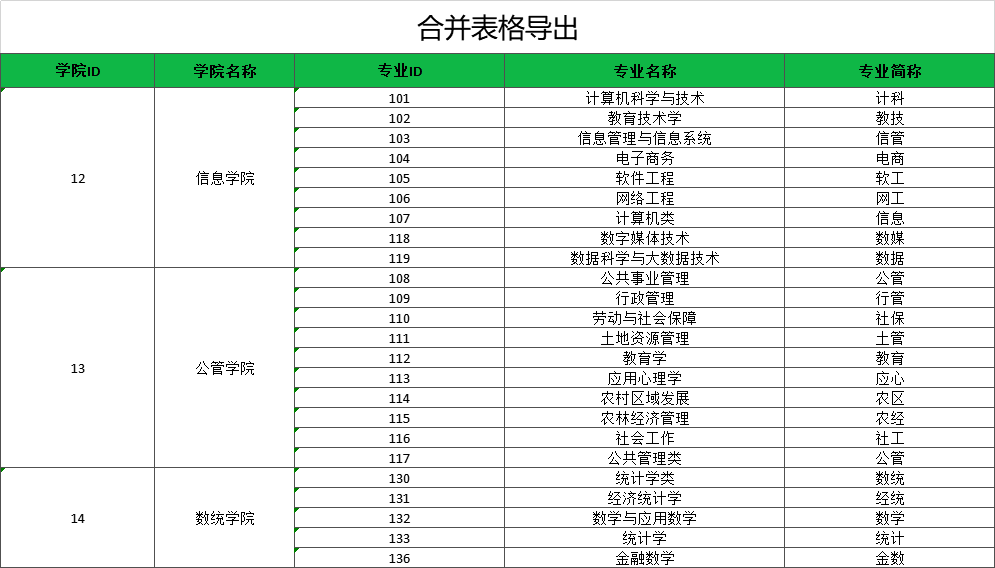 合并表格导出
学院ID 学院名称 专业ID 专业名称 专业简称
101 计算机科学与技术 计科
102 教育技术学 教技
103 信息管理与信息系统 信管
104 电子商务 电商
12 信息学院 105 软件工程 软工
106 网络工程 网工
107 计算机类 信息
118 数字媒体技术 数媒
119 数据科学与大数据技术 数据
108 公共事业管理 公管
109 行政管理 行管
110 劳动与社会保障 社保
111 土地资源管理 土管
112 教育学 教育
13 公管学院
113 应用心理学 应心
114 农村区域发展 农区
115 农林经济管理 农经
116 社会工作 社工
117 公共管理类 公管
130 统计学类 数统
131 经济统计学 经统
14 数统学院 132 数学与应用数学 数学
133 统计学 统计
136 金融数学 金数